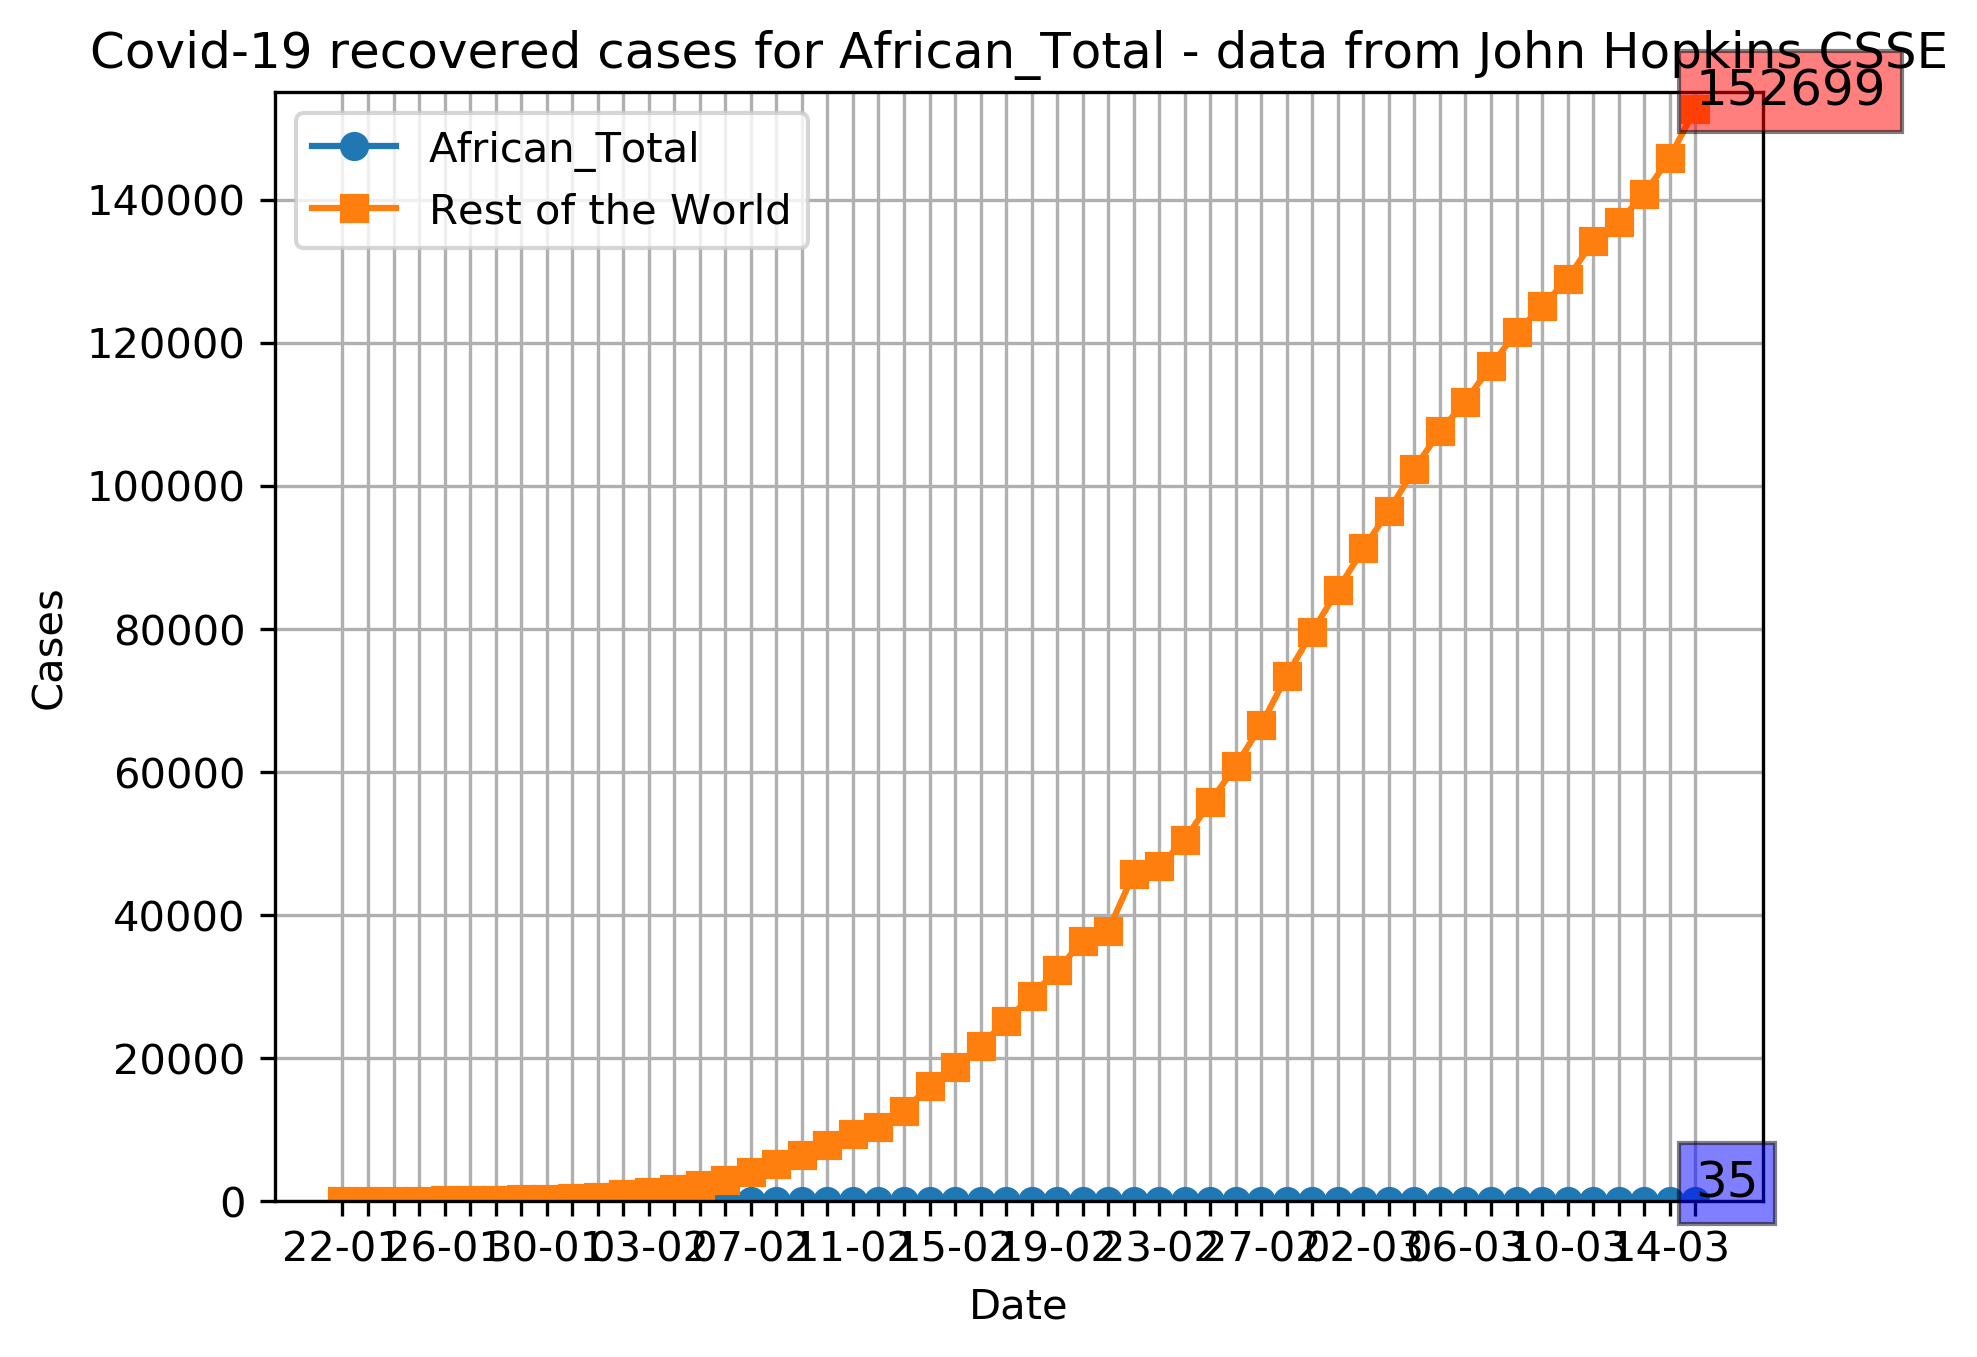 Covid-19 recovered cases for African_Total - data from John Hopkins CSSE
152699
African_Total
Rest of the World
140000
120000
100000
80000
60000
40000
20000
0
Cases
35
22-01 26-01 30-01 03-02 07-02 11-02 15-02 19-02 23-02 27-02 02-03 06-03 10-03 14-03
Date